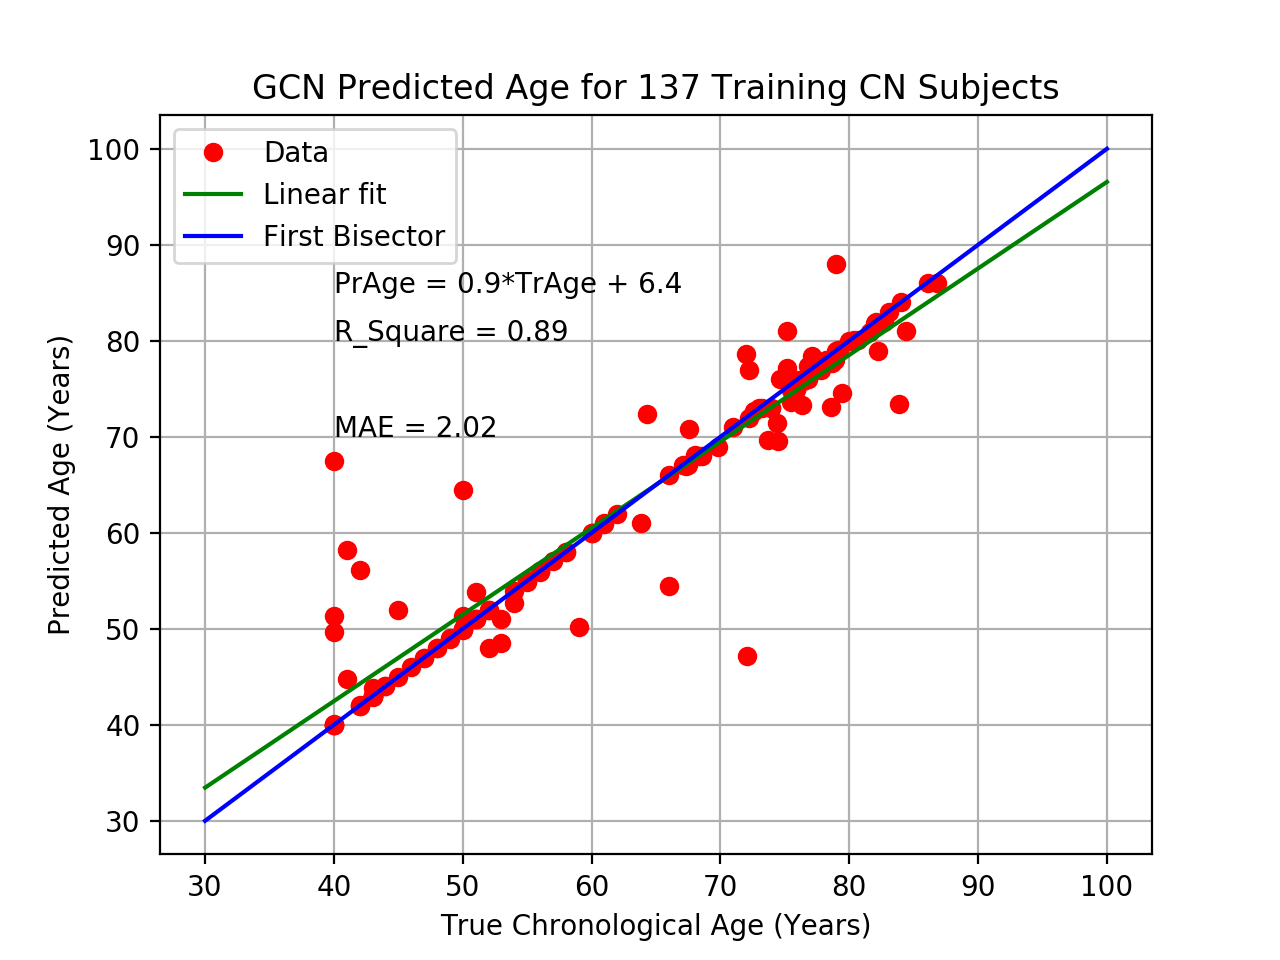 GCN Predicted Age for 137 Training CN Subjects
Data
Linear fit
First Bisector
PrAge = 0.9*TrAge + 6.4
R_Square = 0.89
MAE = 2.02
Predicted Age (Years)
100
90
80
70
60
50
40
30
30 40 50 60 70 80 90 100
True Chronological Age (Years)